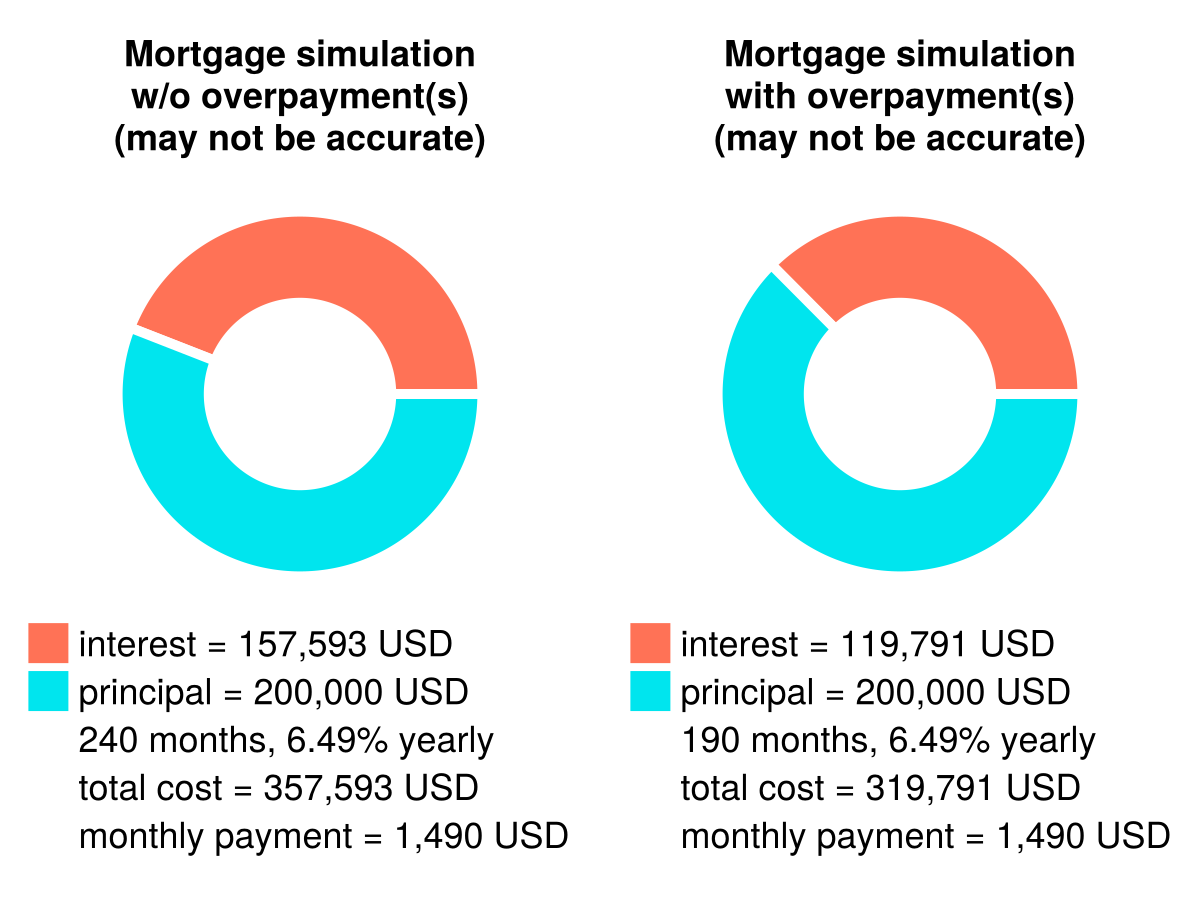 Mortgage simulation
w/o overpayment(s)
(may not be accurate)
interest = 157,593 USD
principal = 200,000 USD
240 months, 6.49% yearly
total cost = 357,593 USD
monthly payment = 1,490 USD
Mortgage simulation
with overpayment(s)
(may not be accurate)
interest = 119,791 USD
principal = 200,000 USD
190 months, 6.49% yearly
total cost = 319,791 USD
monthly payment = 1,490 USD